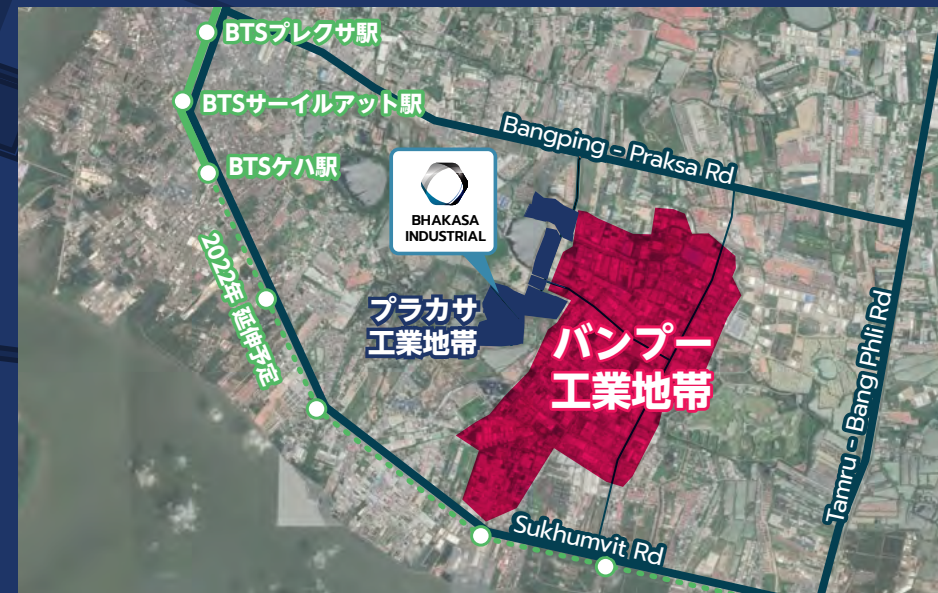 BTSプレクサ駅
BTSサーイルアット駅
BTSケハ駅
2022年 延伸予定
Bangping - Praksa Rd
BHAKASA
INDUSTRIAL
プラカサ
工業地帯
バンプー
工業地帯
Tamru - Bang Phli Rd
Sukhumvit Rd